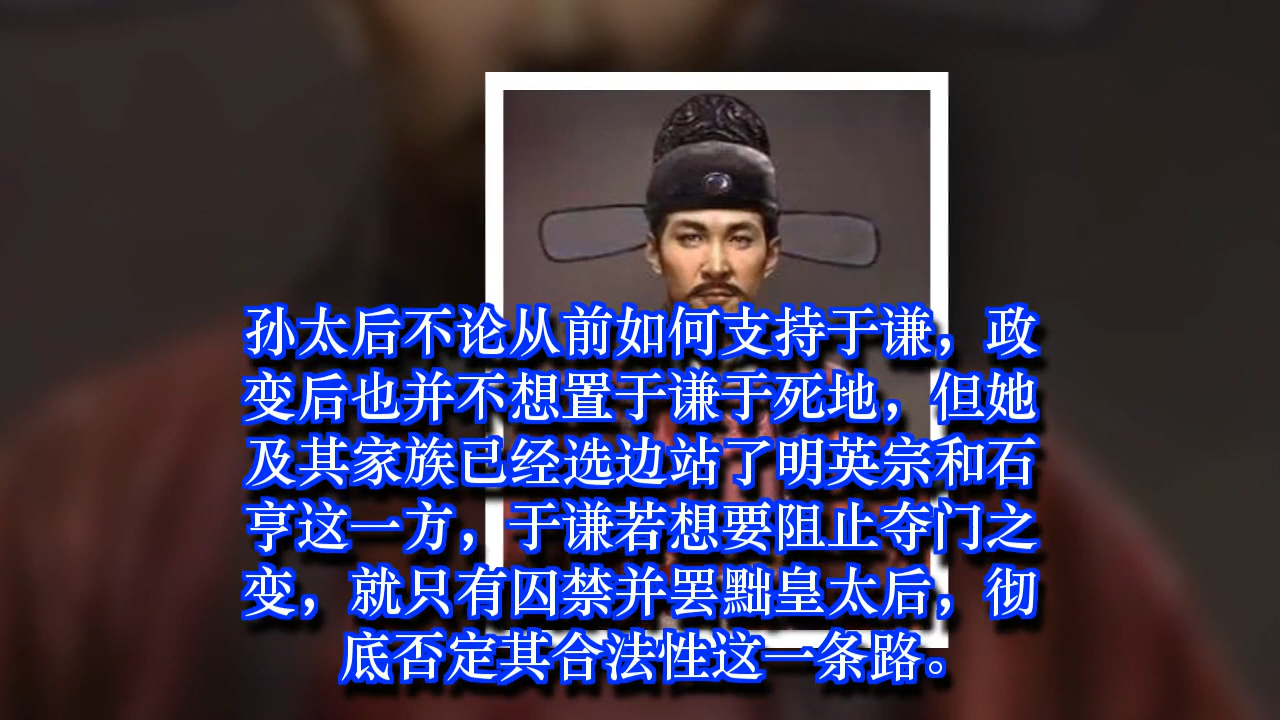 孙太后不论从前如何支持于谦，政
变后也并不想置于谦于死地，但她
及其家族已经选边站了明英宗和石
亨这一方，于谦若想要阻止夺门之
变，就只有囚禁并罢黜皇太后，彻
底否定其合法性这一条路。